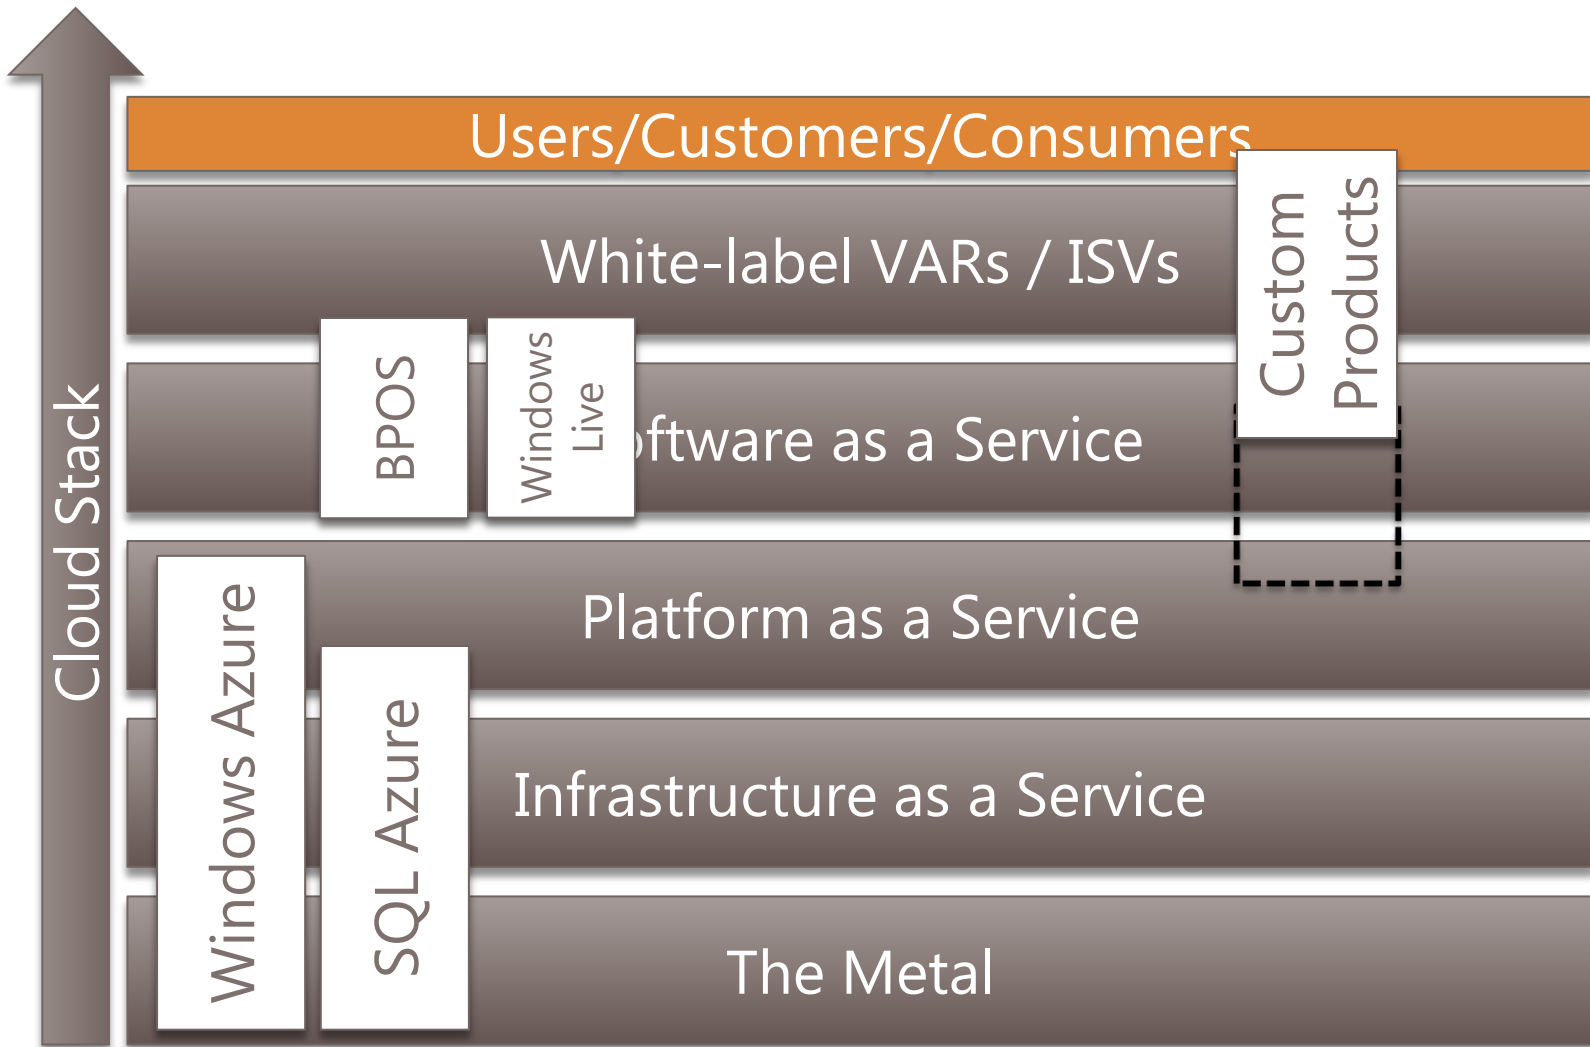 Users/Customers/Consumers
White-label VARs / ISVs
Custom
Products
BPOS
Windows
Live
oftware as a Service
Cloud Stack
Platform as a Service
Windows Azure
SQL Azure
Infrastructure as a Service
The Metal